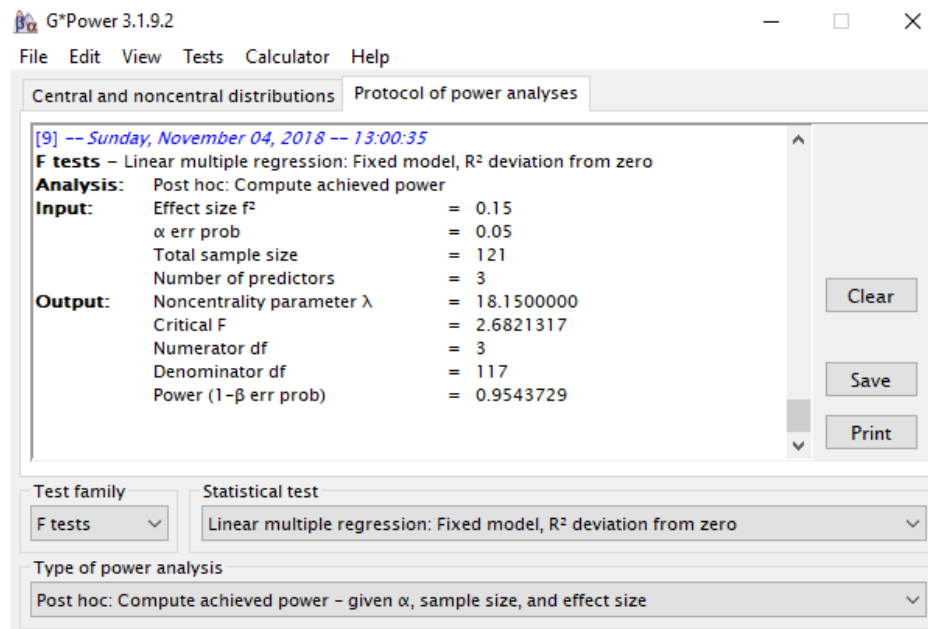 G*Power 3.1.9.2
File Edit View Tests Calculator Help
Central and noncentral distributions Protocol of power analyses
[9] -- Sunday, November 04, 2018 -- 13:00:35
F tests – Linear multiple regression: Fixed model, R² deviation from zero
Analysis: Post hoc: Compute achieved power
Input: Effect size f² = 0.15
α err prob = 0.05
Total sample size = 121
Number of predictors = 3
Output: Noncentrality parameter λ = 18.1500000
Critical F = 2.6821317
Numerator df = 3
Denominator df = 117
Power (1-β err prob) = 0.9543729
Clear
Save
Print
Test family Statistical test
F tests Linear multiple regression: Fixed model, R² deviation from zero
Type of power analysis
Post hoc: Compute achieved power – given α, sample size, and effect size